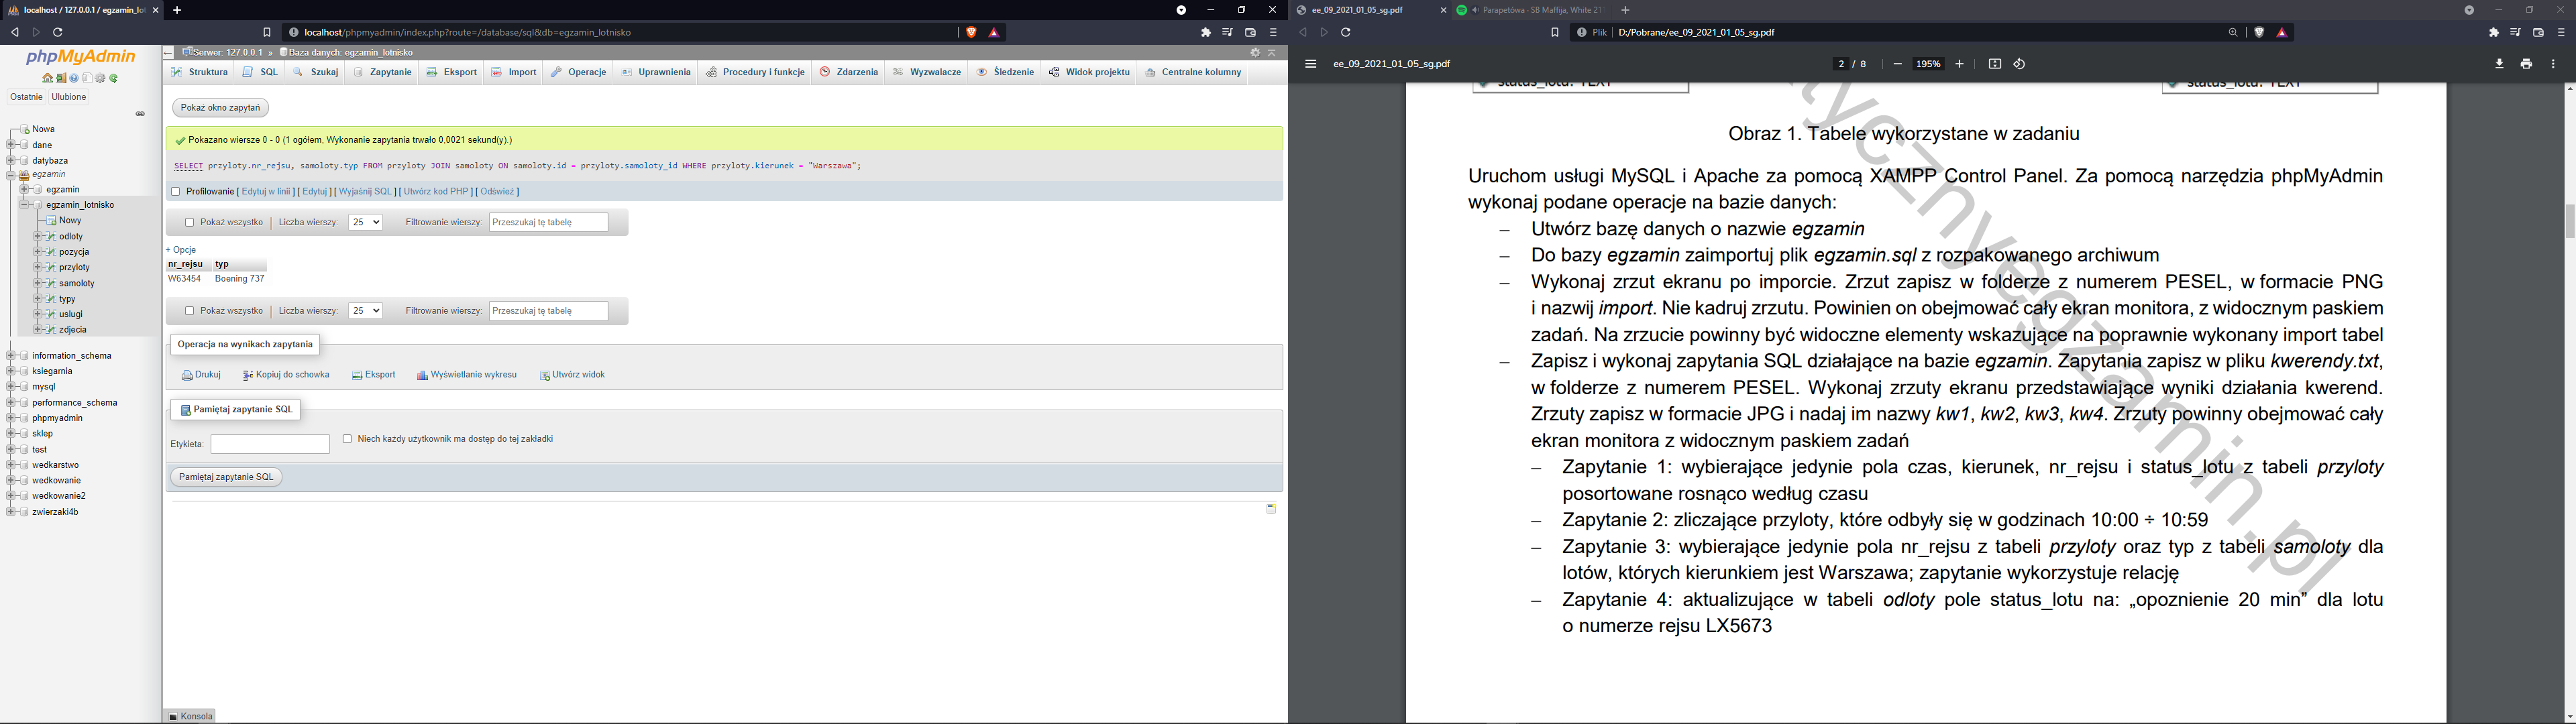 localhost / 127.0.0.1 / egzamin_lot
localhost/phpmyadmin/index.php?route=/database/sql&db=egzamin_lotnisko
phpMyAdmin
Ostatnie Ulubione
Nowa
dane
datybaza
egzamin
egzamin
egzamin_lotnisko
Nowy
odloty
pozycja
przyloty
samoloty
typy
uslugi
zdjecia
information_schema
ksiegarnia
mysql
performance_schema
phpmyadmin
sklep
test
wedkarstwo
wedkowanie
wedkowanie2
zwierzaki4b
Serwer: 127.0.0.1 » Baza danych: egzamin_lotnisko
Struktura SQL Szukaj Zapytanie Eksport Import Operacje Uprawnienia Procedury i funkcje Zdarzenia Wyzwalacze Śledzenie Widok projektu Centralne kolumny
Pokaż okno zapytań
Pokazano wiersze 0 - 0 (1 ogółem, Wykonanie zapytania trwało 0,0021 sekund(y).)
SELECT przyloty.nr_rejsu, samoloty.typ FROM przyloty JOIN samoloty ON samoloty.id = przyloty.samoloty_id WHERE przyloty.kierunek = "Warszawa";
Profilowanie [ Edytuj w linii ] [ Edytuj ] [ Wyjaśnij SQL ] [ Utwórz kod PHP ] [ Odśwież ]
Pokaż wszystko | Liczba wierszy: 25 Filtrowanie wierszy: Przeszukaj tę tabelę
+ Opcje
nr_rejsu typ
W63454 Boening 737
Pokaż wszystko | Liczba wierszy: 25 Filtrowanie wierszy: Przeszukaj tę tabelę
Operacja na wynikach zapytania
Drukuj Kopiuj do schowka Eksport Wyświetlanie wykresu Utwórz widok
Pamiętaj zapytanie SQL
Etykieta: Niech każdy użytkownik ma dostęp do tej zakładki
Pamiętaj zapytanie SQL
Konsola
ee_09_2021_01_05_sg.pdf Parapetówa - SB Maffija, White 21
Plik D:/Pobrane/ee_09_2021_01_05_sg.pdf
ee_09_2021_01_05_sg.pdf 2 / 8 195%
status_lotu: TEXT status_lotu: TEXT
Obraz 1. Tabele wykorzystane w zadaniu
Uruchom usługi MySQL i Apache za pomocą XAMPP Control Panel. Za pomocą narzędzia phpMyAdmin
wykonaj podane operacje na bazie danych:
– Utwórz bazę danych o nazwie egzamin
– Do bazy egzamin zaimportuj plik egzamin.sql z rozpakowanego archiwum
– Wykonaj zrzut ekranu po imporcie. Zrzut zapisz w folderze z numerem PESEL, w formacie PNG
i nazwij import. Nie kadruj zrzutu. Powinien on obejmować cały ekran monitora, z widocznym paskiem
zadań. Na zrzucie powinny być widoczne elementy wskazujące na poprawnie wykonany import tabel
– Zapisz i wykonaj zapytania SQL działające na bazie egzamin. Zapytania zapisz w pliku kwerendy.txt,
w folderze z numerem PESEL. Wykonaj zrzuty ekranu przedstawiające wyniki działania kwerend.
Zrzuty zapisz w formacie JPG i nadaj im nazwy kw1, kw2, kw3, kw4. Zrzuty powinny obejmować cały
ekran monitora z widocznym paskiem zadań
– Zapytanie 1: wybierające jedynie pola czas, kierunek, nr_rejsu i status_lotu z tabeli przyloty
posortowane rosnąco według czasu
– Zapytanie 2: zliczające przyloty, które odbyły się w godzinach 10:00 ÷ 10:59
– Zapytanie 3: wybierające jedynie pola nr_rejsu z tabeli przyloty oraz typ z tabeli samoloty dla
lotów, których kierunkiem jest Warszawa; zapytanie wykorzystuje relację
– Zapytanie 4: aktualizujące w tabeli odloty pole status_lotu na: „opoznienie 20 min” dla lotu
o numerze rejsu LX5673
tycznyegzamin.pl